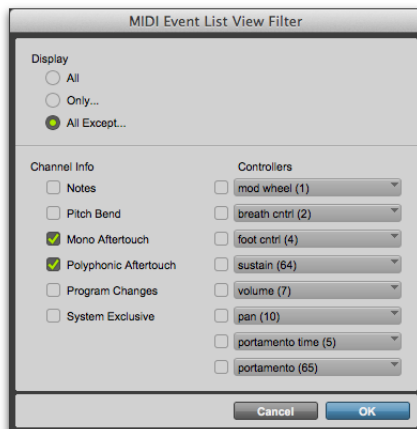 MIDI Event List View Filter
Display
All
Only...
All Except...
Channel Info
Controllers
Notes
mod wheel (1)
Pitch Bend
breath cntrl (2)
Mono Aftertouch
foot cntrl (4)
Polyphonic Aftertouch
sustain (64)
Program Changes
volume (7)
System Exclusive
pan (10)
portamento time (5)
portamento (65)
Cancel
OK